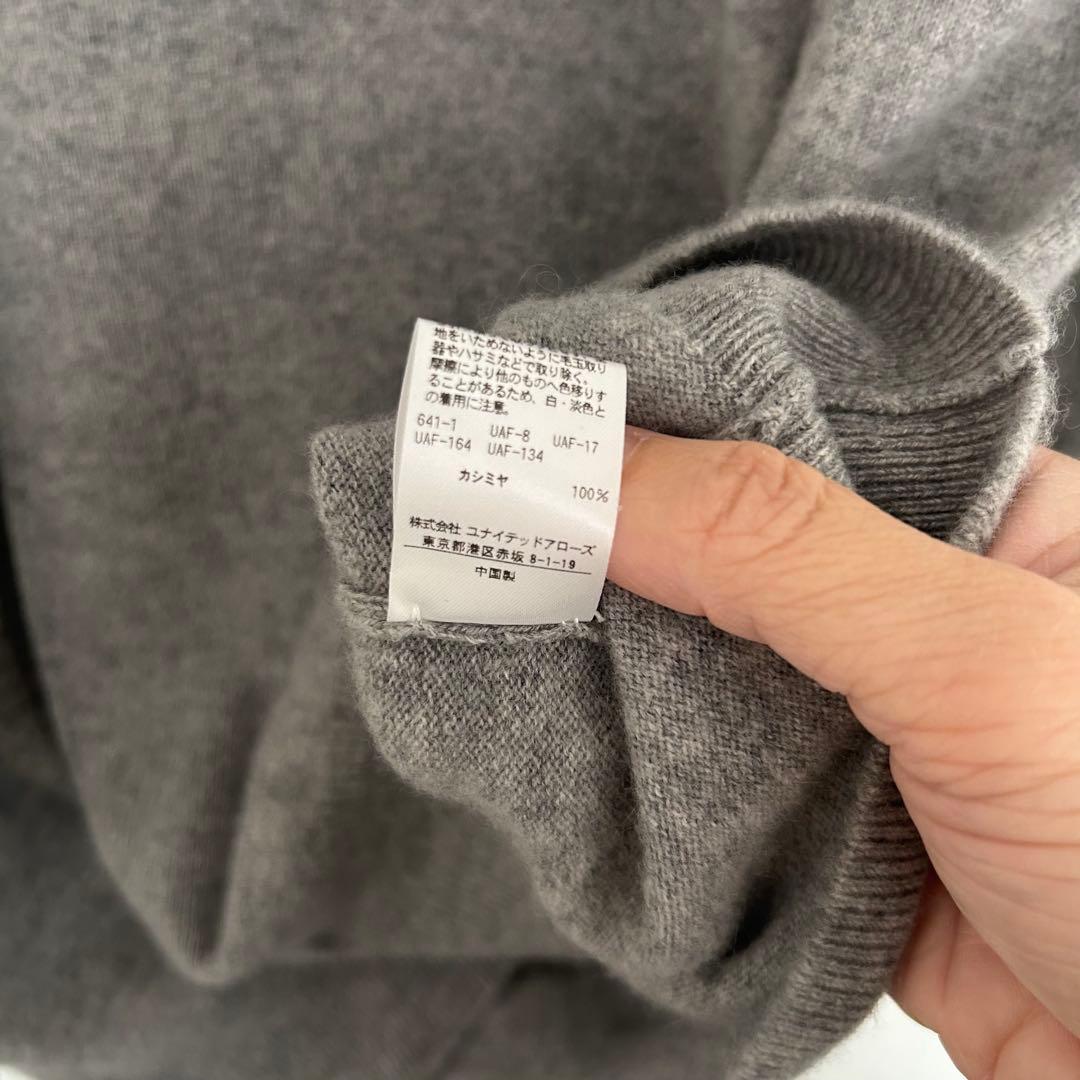 地をいためないように毛玉取り
器やハサミなどで取り除く。
摩擦により他のものへ色移りす
ることがあるため、白・淡色と
の着用に注意。
641-1 UAF-8 UAF-17
UAF-164 UAF-134
カシミヤ 100%
株式会社 ユナイテッドアローズ
東京都港区赤坂 8-1-19
中国製